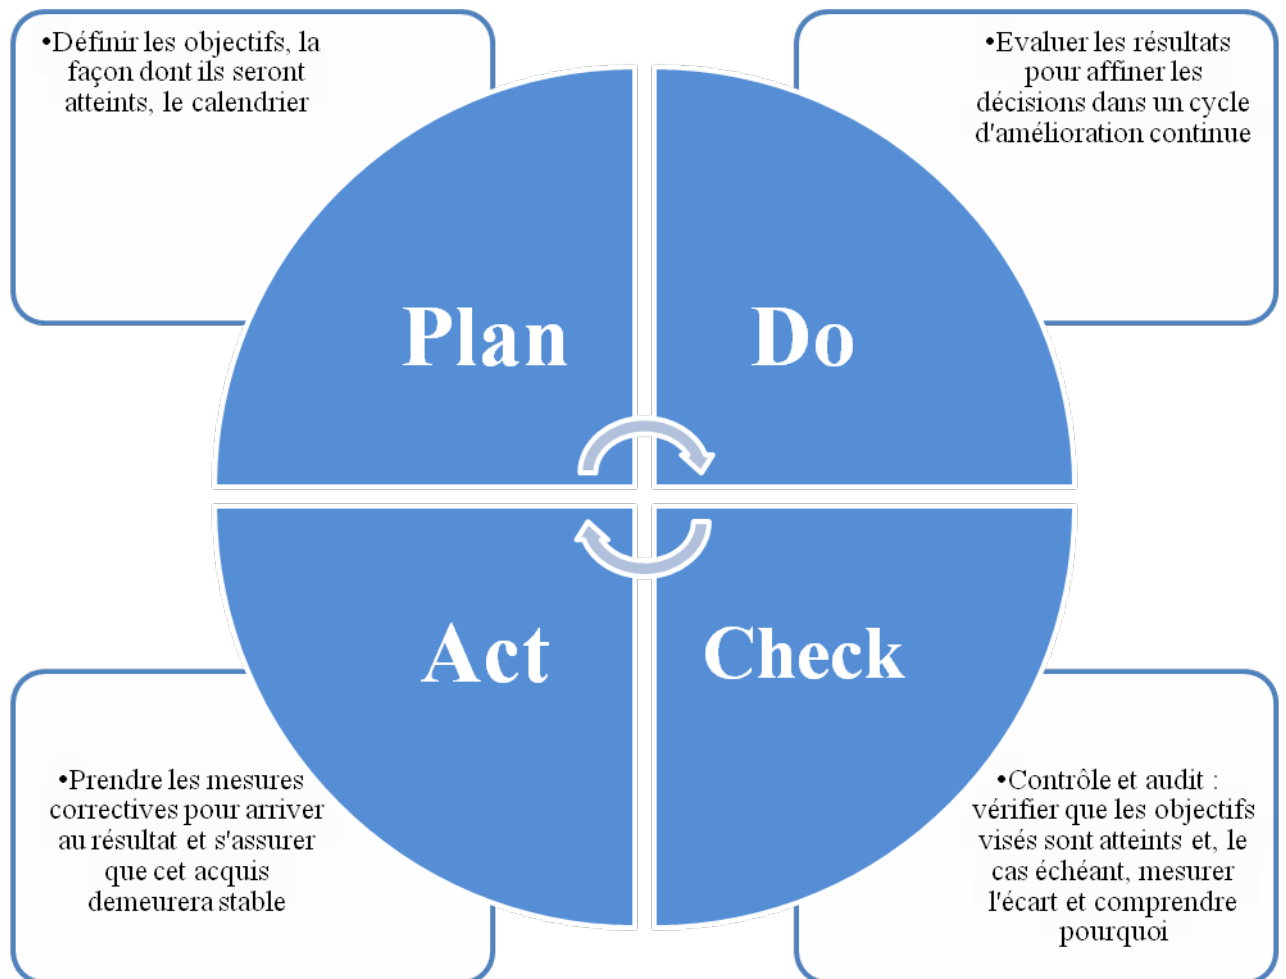 •Définir les objectifs, la
façon dont ils seront
atteints, le calendrier
•Evaluer les résultats
pour affiner les
décisions dans un cycle
d'amélioration continue
Plan
Do
Act
Check
•Prendre les mesures
correctives pour arriver
au résultat et s'assurer
que cet acquis
demeurera stable
•Contrôle et audit :
vérifier que les objectifs
visés sont atteints et, le
cas échéant, mesurer
l'écart et comprendre
pourquoi